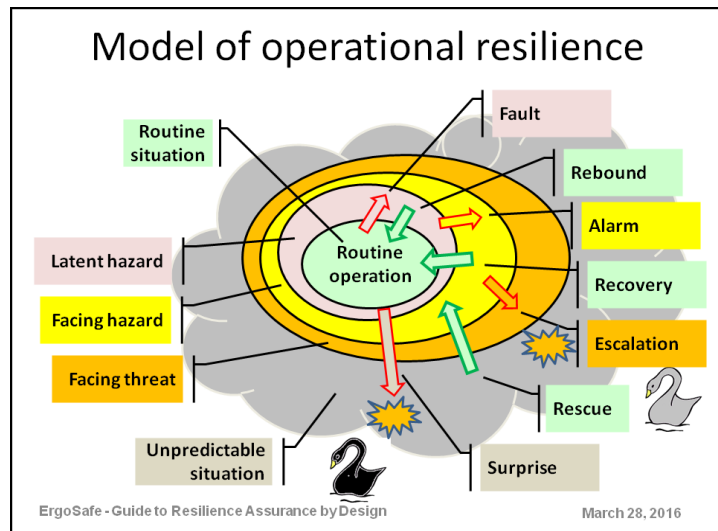 Model of operational resilience
Routine
situation
Fault
Rebound
Alarm
Latent hazard
Routine
operation
Recovery
Facing hazard
Escalation
Facing threat
Rescue
Unpredictable
situation
Surprise
ErgoSafe - Guide to Resilience Assurance by Design
March 28, 2016